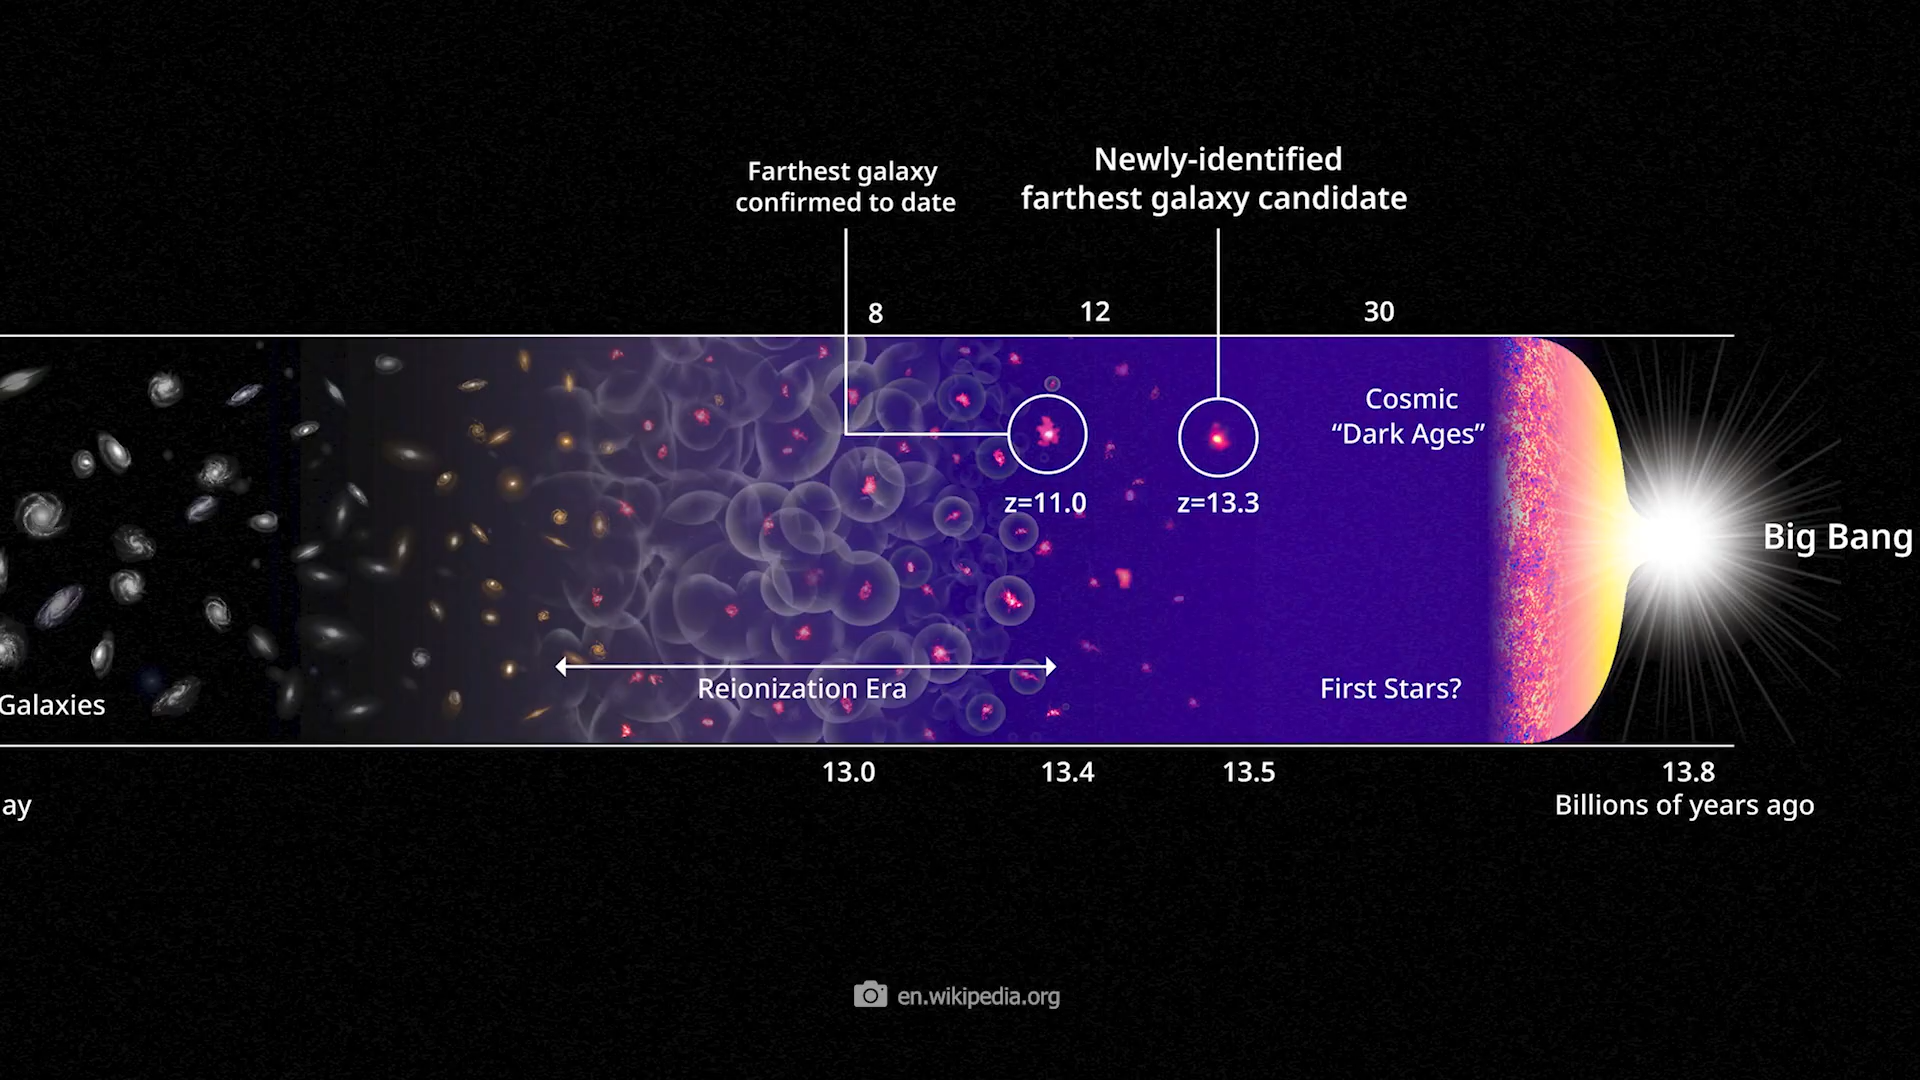 Farthest galaxy
confirmed to date
Newly-identified
farthest galaxy candidate
8
12
30
Cosmic
“Dark Ages”
z=11.0
z=13.3
Big Bang
Reionization Era
First Stars?
Galaxies
13.0
13.4
13.5
13.8
ay
Billions of years ago
en.wikipedia.org